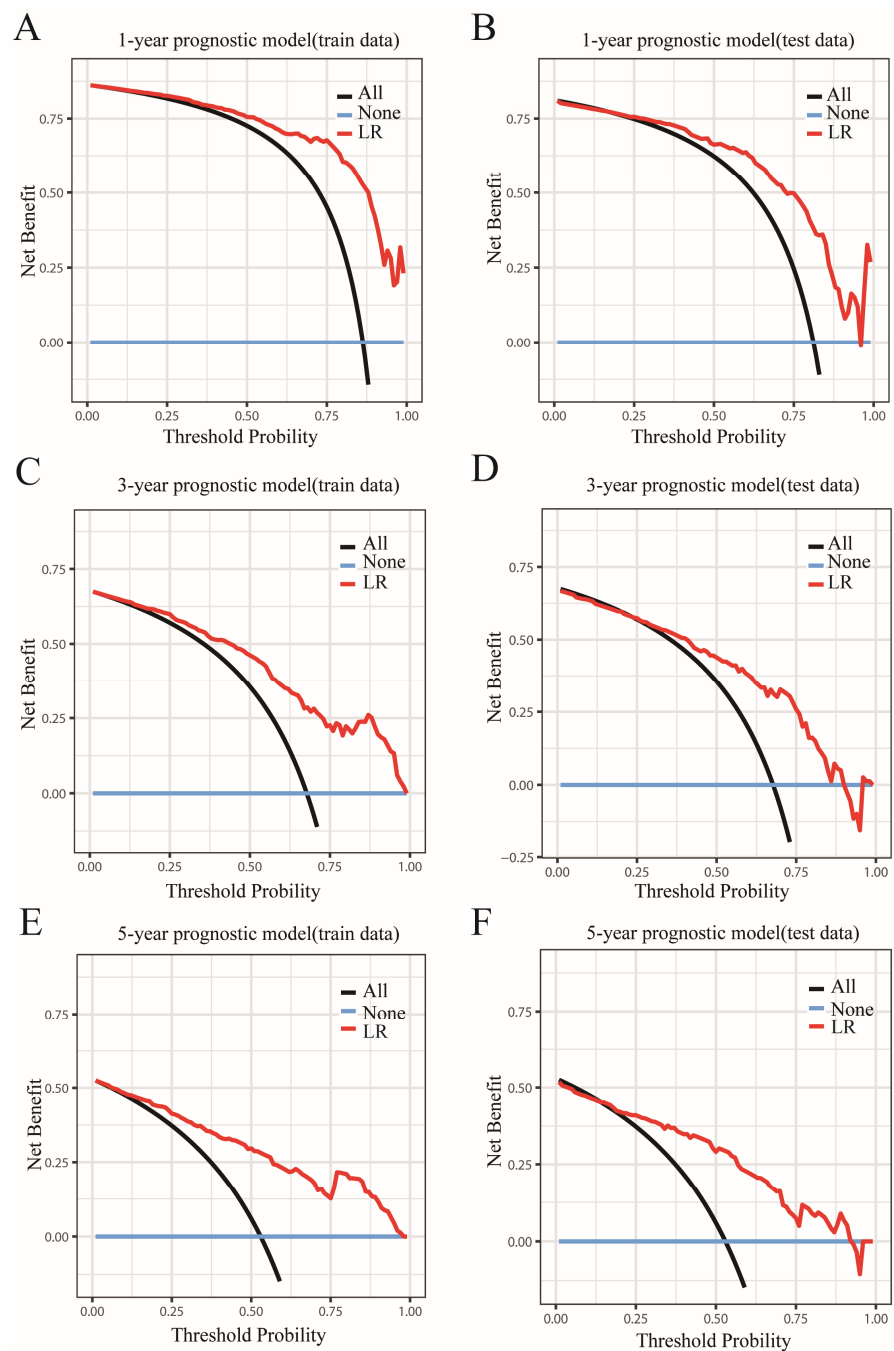 A
1-year prognostic model(train data)
All
None
LR
0.75
0.50
0.25
0.00
Net Benefit
0.00
0.25
0.50
0.75
1.00
Threshold Probility
B
1-year prognostic model(test data)
All
None
LR
0.75
0.50
0.25
0.00
Net Benefit
0.00
0.25
0.50
0.75
1.00
Threshold Probility
C
3-year prognostic model(train data)
All
None
LR
0.75
0.50
0.25
0.00
Net Benefit
0.00
0.25
0.50
0.75
1.00
Threshold Probility
D
3-year prognostic model(test data)
All
None
LR
0.75
0.50
0.25
0.00
−0.25
Net Benefit
0.00
0.25
0.50
0.75
1.00
Threshold Probility
E
5-year prognostic model(train data)
All
None
LR
0.75
0.50
0.25
0.00
Net Benefit
0.00
0.25
0.50
0.75
1.00
Threshold Probility
F
5-year prognostic model(test data)
All
None
LR
0.75
0.50
0.25
0.00
Net Benefit
0.00
0.25
0.50
0.75
1.00
Threshold Probility